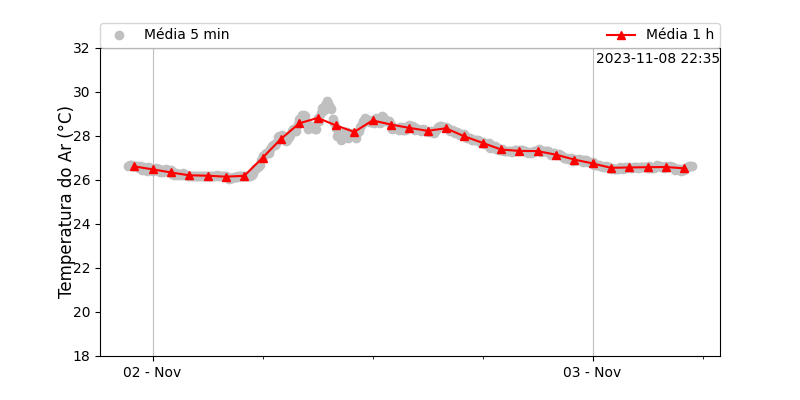 Média 5 min
Média 1 h
2023-11-08 22:35
Temperatura do Ar (°C)
32
30
28
26
24
22
20
18
02 - Nov
03 - Nov